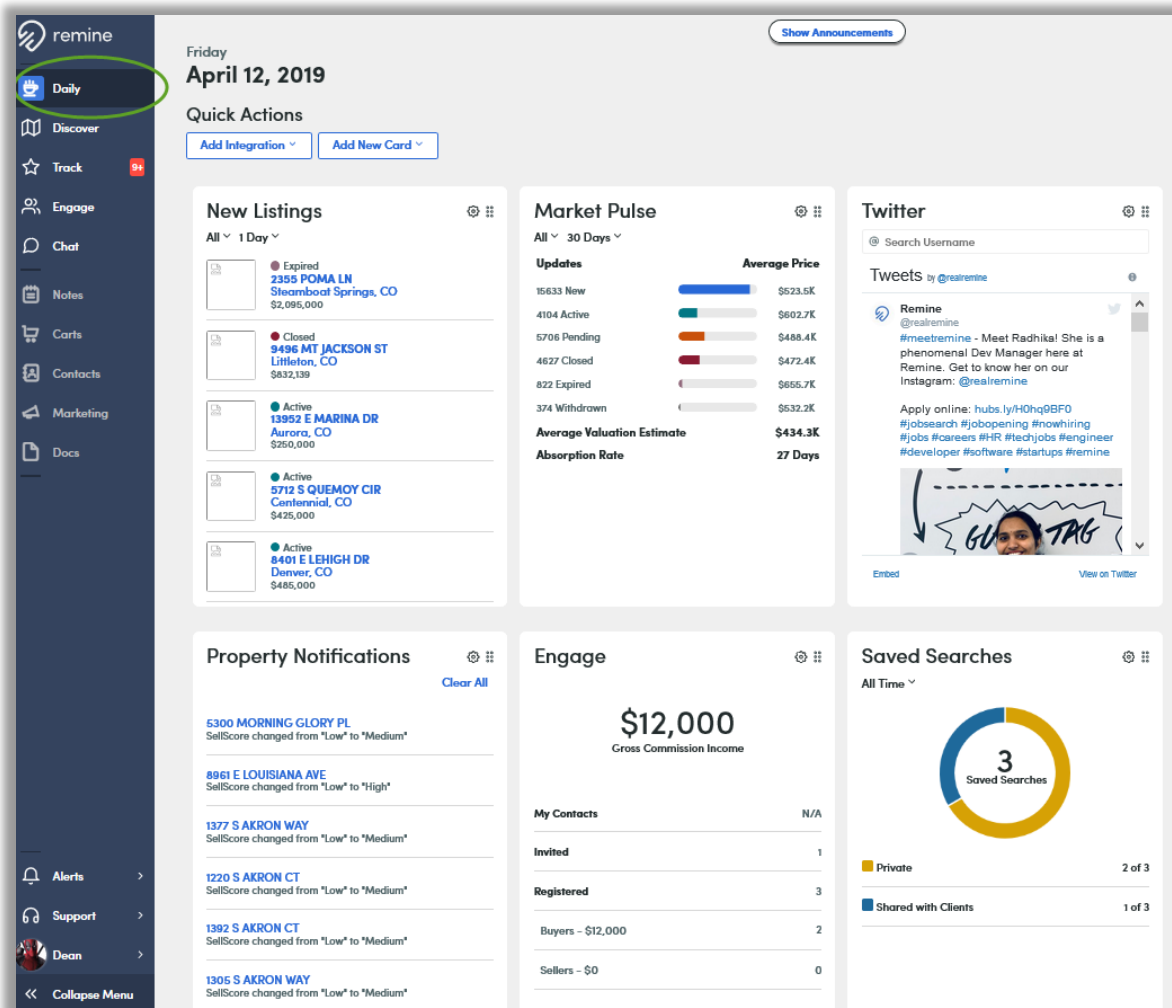 remine
Daily
Discover
Track 9+
Engage
Chat
Notes
Carts
Contacts
Marketing
Docs
Alerts
Support
Dean
Collapse Menu
Show Announcements
Friday
April 12, 2019
Quick Actions
Add Integration
Add New Card
New Listings
All 1 Day
Expired
2355 POMA LN
Steamboat Springs, CO
$2,095,000
Closed
9496 MT JACKSON ST
Littleton, CO
$832,139
Active
13952 E MARINA DR
Aurora, CO
$250,000
Active
5712 S QUEMOY CIR
Centennial, CO
$425,000
Active
8401 E LEHIGH DR
Denver, CO
$485,000
Market Pulse
All 30 Days
Updates Average Price
15633 New $523.5K
4104 Active $602.7K
5706 Pending $488.4K
4627 Closed $472.4K
822 Expired $655.7K
374 Withdrawn $532.2K
Average Valuation Estimate $434.3K
Absorption Rate 27 Days
Twitter
@ Search Username
Tweets by @realremine
Remine
@realremine
#meetremine - Meet Radhika! She is a
phenomenal Dev Manager here at
Remine. Get to know her on our
Instagram: @realremine
Apply online: hubs.ly/H0hq9BF0
#jobsearch #jobopening #nowhiring
#jobs #careers #HR #techjobs #engineer
#developer #software #startups #remine
TAG
Embed View on Twitter
Property Notifications
Clear All
5300 MORNING GLORY PL
SellScore changed from "Low" to "Medium"
8961 E LOUISIANA AVE
SellScore changed from "Low" to "High"
1377 S AKRON WAY
SellScore changed from "Low" to "Medium"
1220 S AKRON CT
SellScore changed from "Low" to "Medium"
1392 S AKRON CT
SellScore changed from "Low" to "Medium"
1305 S AKRON WAY
SellScore changed from "Low" to "Medium"
Engage
$12,000
Gross Commission Income
My Contacts N/A
Invited 1
Registered 3
Buyers - $12,000 2
Sellers - $0 0
Saved Searches
All Time
3
Saved Searches
Private 2 of 3
Shared with Clients 1 of 3